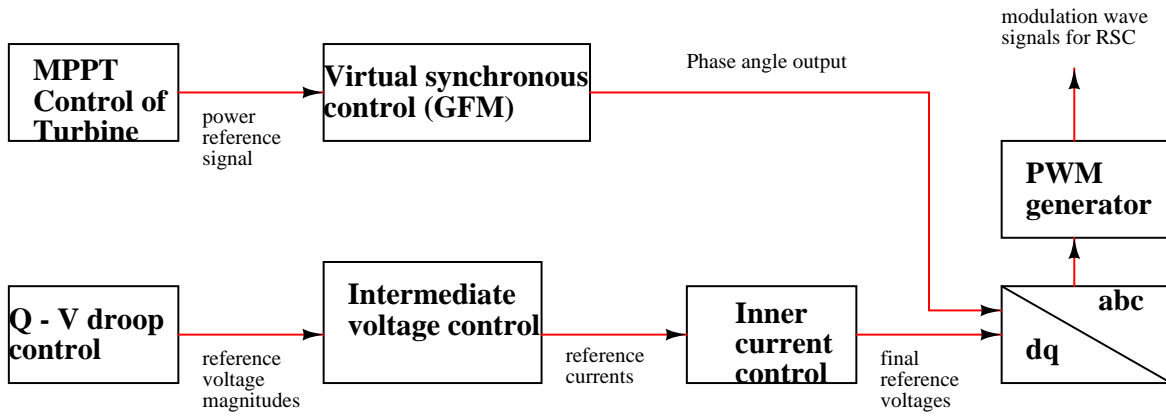 modulation wave
signals for RSC
MPPT
Control of
Turbine
Virtual synchronous
control (GFM)
Phase angle output
power
reference
signal
PWM
generator
Q - V droop
control
Intermediate
voltage control
Inner
current
control
abc
dq
reference
voltage
magnitudes
reference
currents
final
reference
voltages